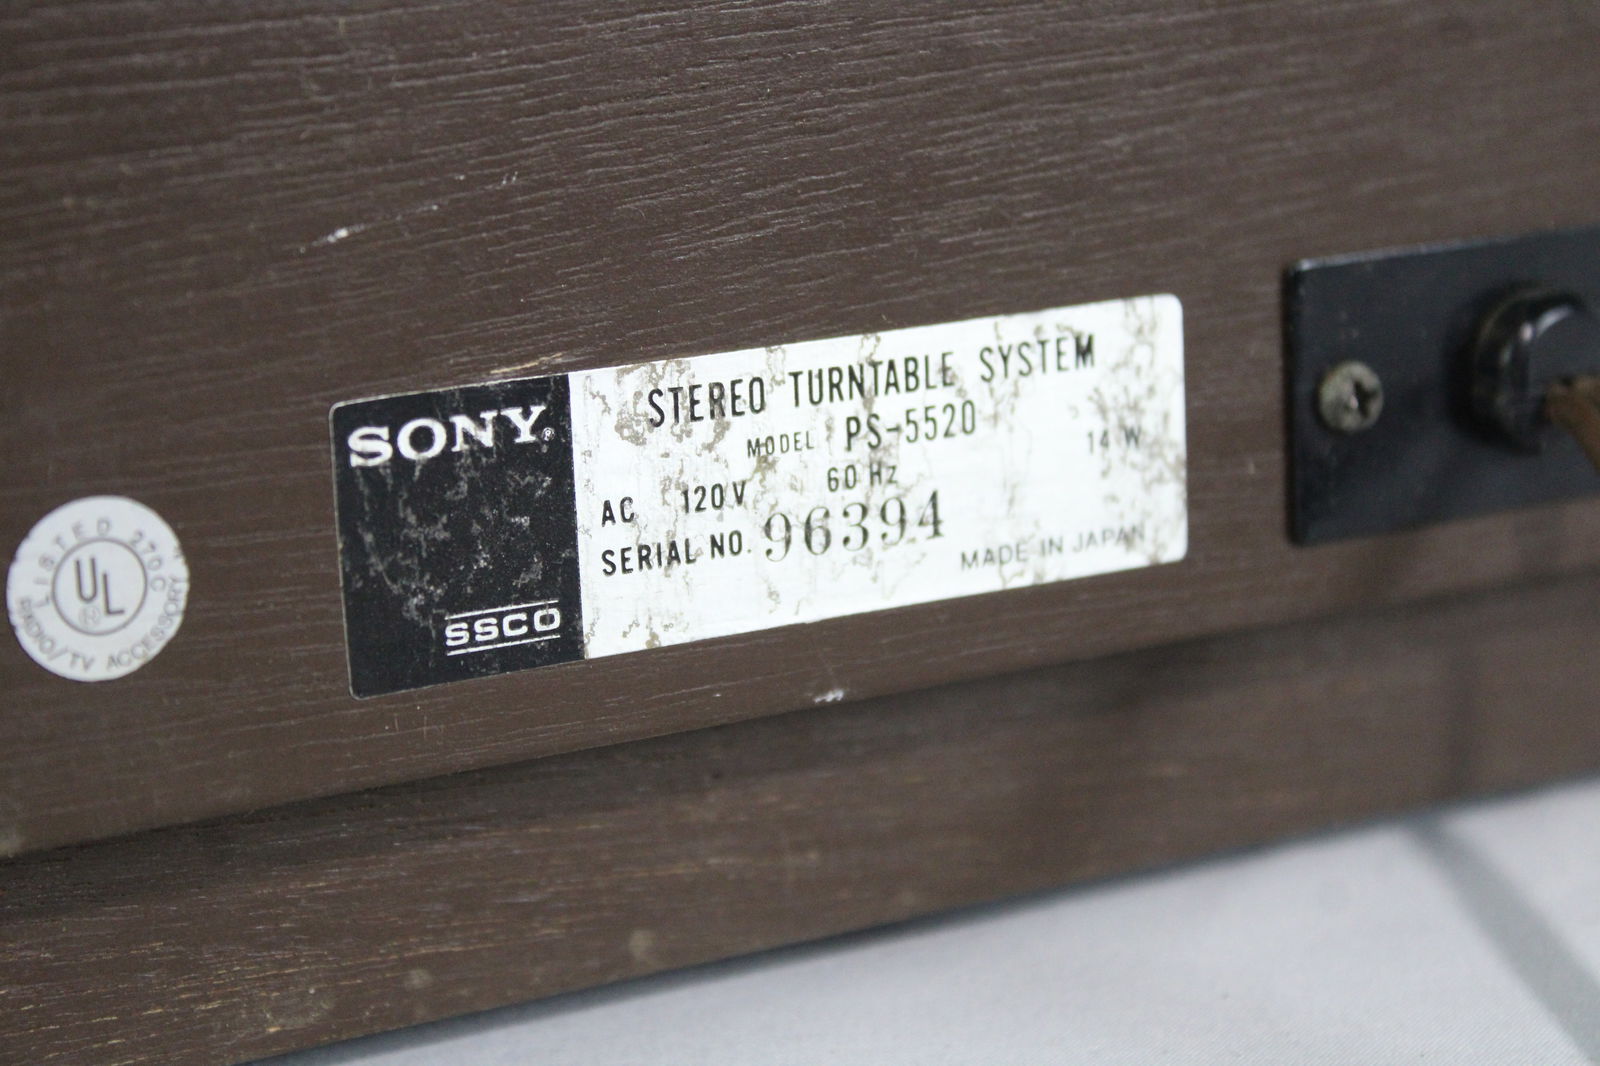 SONY®
SSCO
STEREO TURNTABLE SYSTEM
MODEL PS-5520
AC 120V 60 Hz 14 W
SERIAL NO. 96394
MADE IN JAPAN
LISTED 270C
UL
®
RADIO/TV ACCESSORY